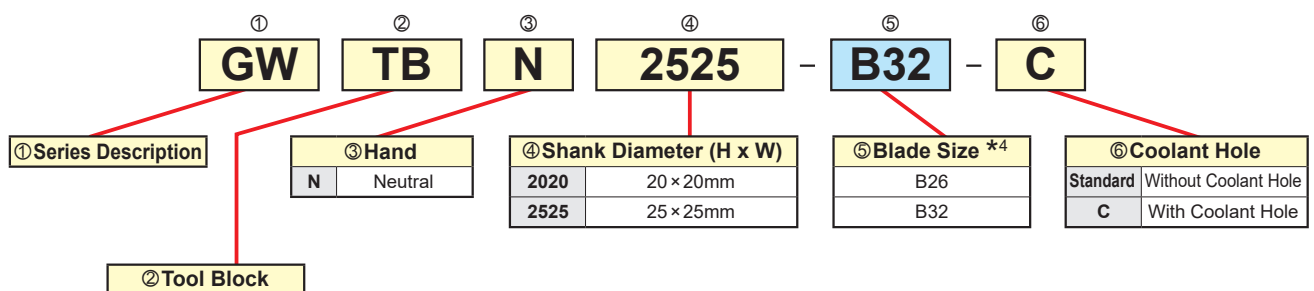 ① ② ③ ④ ⑤ ⑥
GW TB N 2525 – B32 – C
①Series Description
③Hand
N Neutral
④Shank Diameter (H x W)
2020 20×20mm
2525 25×25mm
⑤Blade Size *4
B26
B32
⑥Coolant Hole
Standard Without Coolant Hole
C With Coolant Hole
②Tool Block